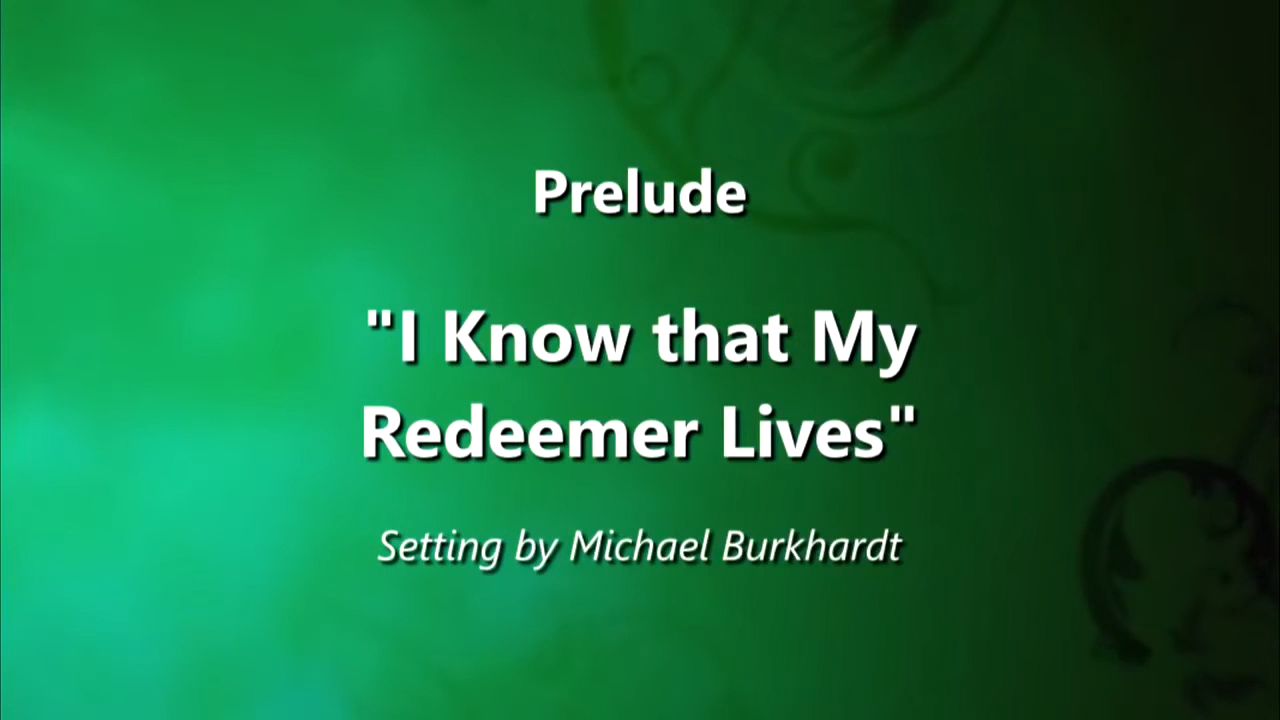 Prelude
"I Know that My
Redeemer Lives"
Setting by Michael Burkhardt